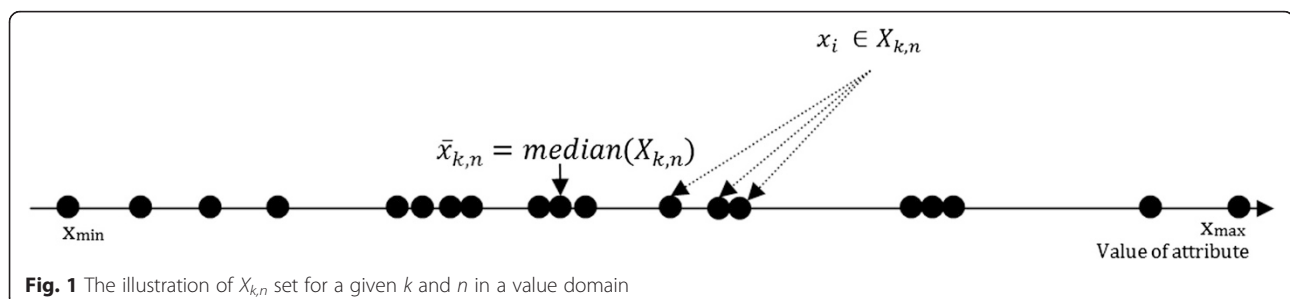 x_i ∈ X_{k,n}
x̄_{k,n} = median(X_{k,n})
x_min
x_max
Value of attribute
Fig. 1 The illustration of X_{k,n} set for a given k and n in a value domain